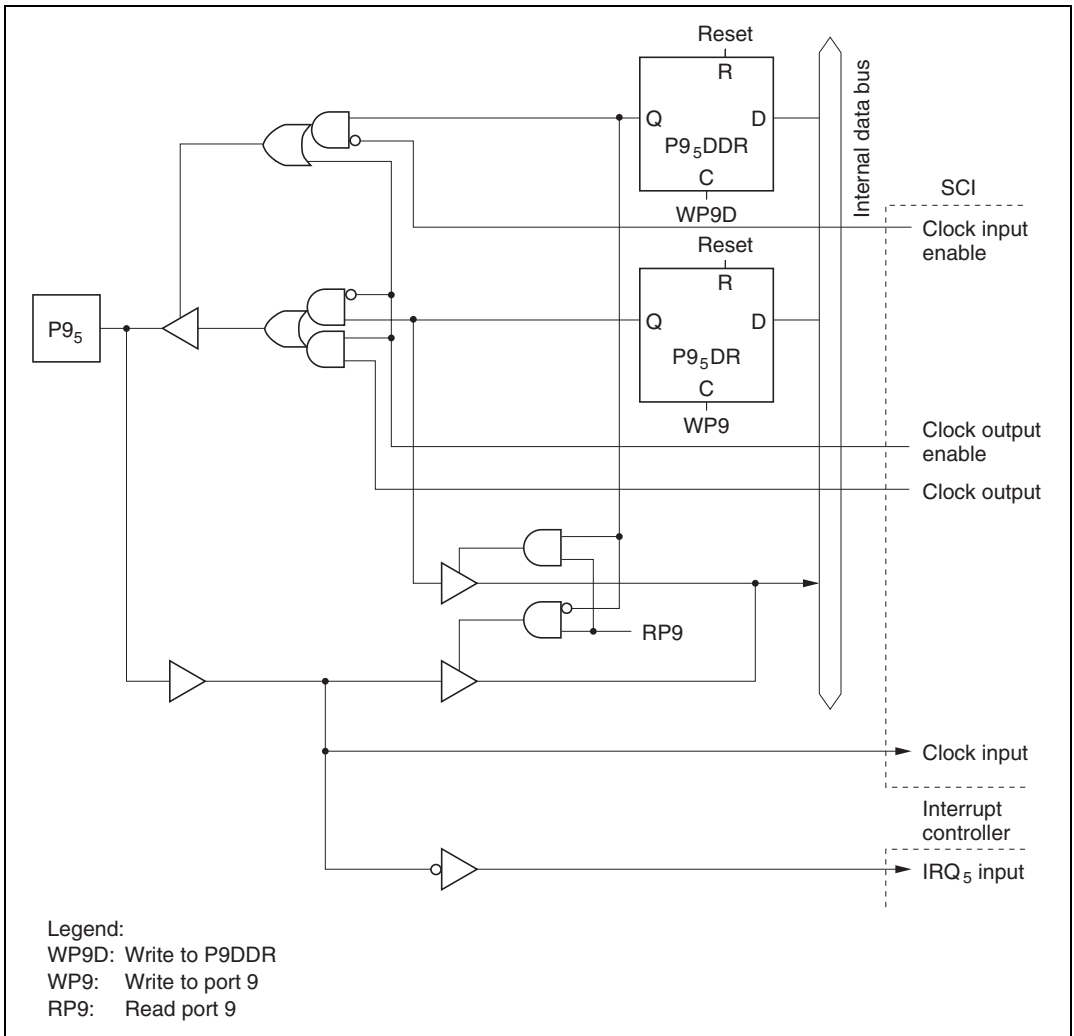 Reset
R
Q
D
P9₅DDR
C
WP9D
Internal data bus
SCI
Clock input
enable
Reset
R
P9₅
Q
D
P9₅DR
C
WP9
Clock output
enable
Clock output
RP9
Clock input
Interrupt
controller
IRQ₅ input
Legend:
WP9D: Write to P9DDR
WP9: Write to port 9
RP9: Read port 9